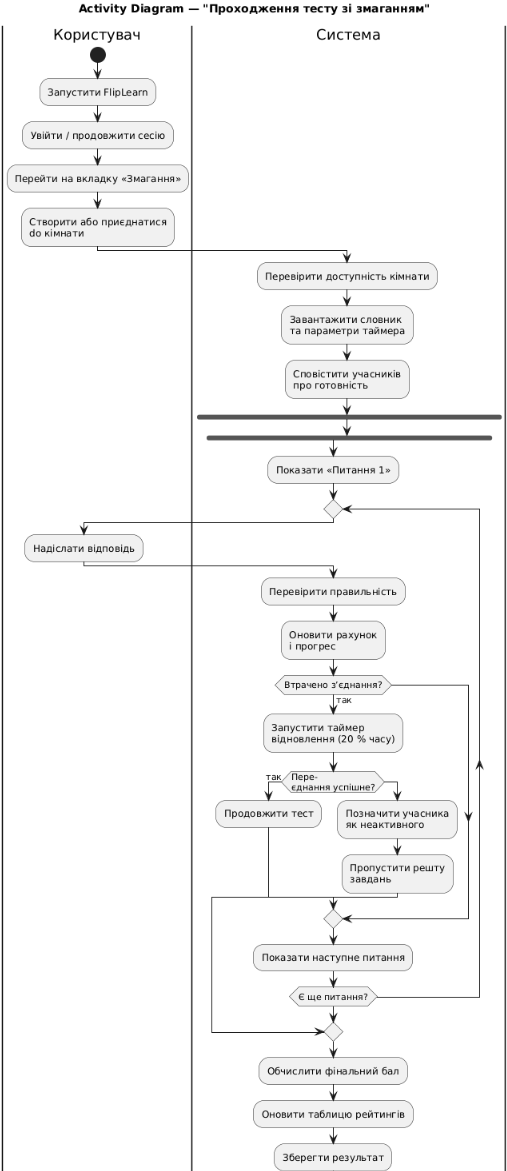 Activity Diagram — "Проходження тесту зі змаганням"
Користувач
Система
Запустити FlipLearn
Увійти / продовжити сесію
Перейти на вкладку «Змагання»
Створити або приєднатися
do кімнати
Перевірити доступність кімнати
Завантажити словник
та параметри таймера
Сповістити учасників
про готовність
Показати «Питання 1»
Надіслати відповідь
Перевірити правильність
Оновити рахунок
і прогрес
Втрачено з'єднання?
так
Запустити таймер
відновлення (20 % часу)
так
Пере-
єднання успішне?
Продовжити тест
Позначити учасника
як неактивного
Пропустити решту
завдань
Показати наступне питання
Є ще питання?
Обчислити фінальний бал
Оновити таблицю рейтингів
Зберегти результат